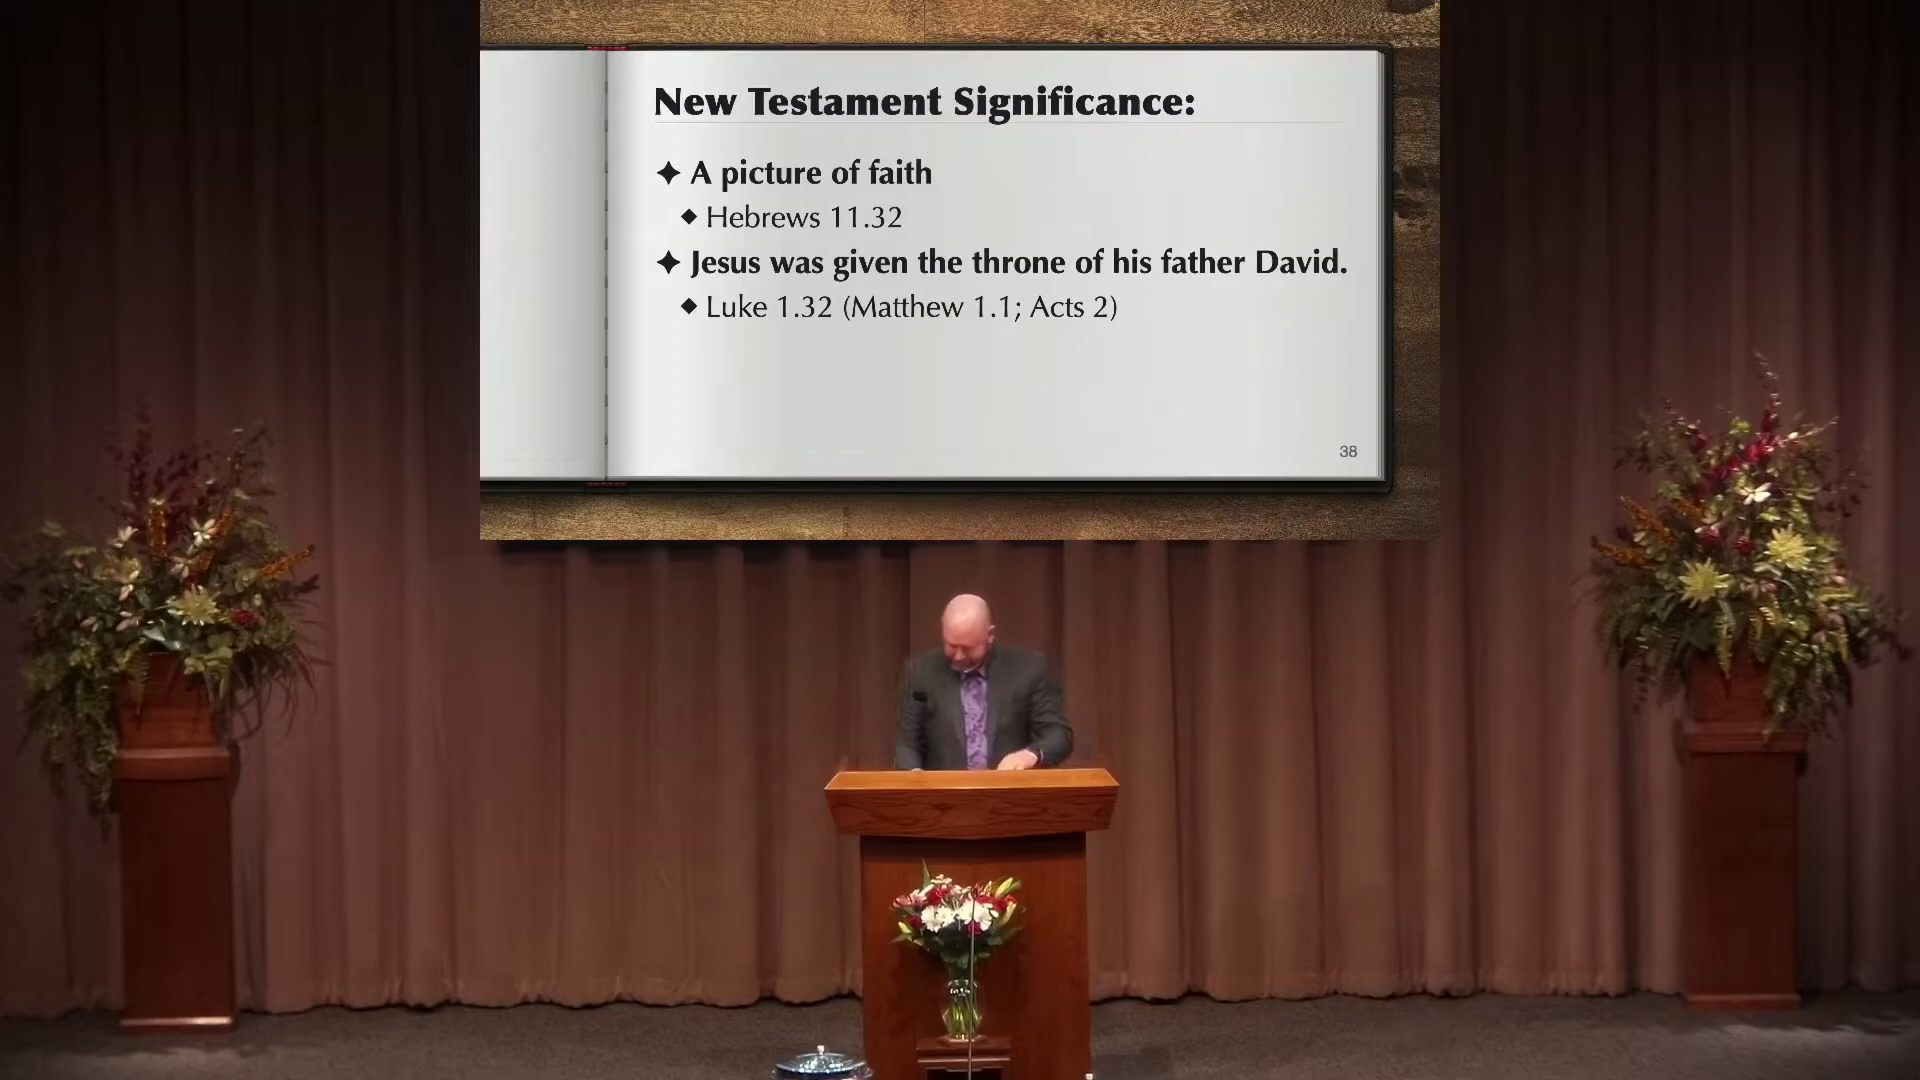 New Testament Significance:
✦ A picture of faith
◆ Hebrews 11.32
✦ Jesus was given the throne of his father David.
◆ Luke 1.32 (Matthew 1.1; Acts 2)
38